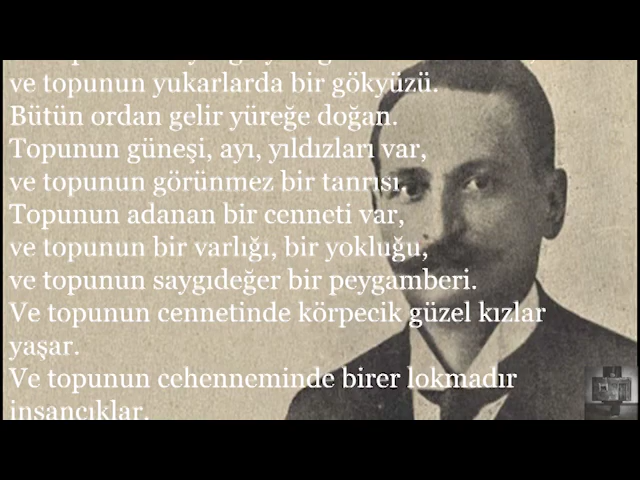 ve topunun yukarlarda bir gökyüzü.
Bütün ordan gelir yüreğe doğan.
Topunun güneşi, ayı, yıldızları var,
ve topunun görünmez bir tanrısı.
Topunun adanan bir cenneti var,
ve topunun bir varlığı, bir yokluğu,
ve topunun saygıdeğer bir peygamberi.
Ve topunun cennetinde körpecik güzel kızlar
yaşar.
Ve topunun cehenneminde birer lokmadır
insancıklar.